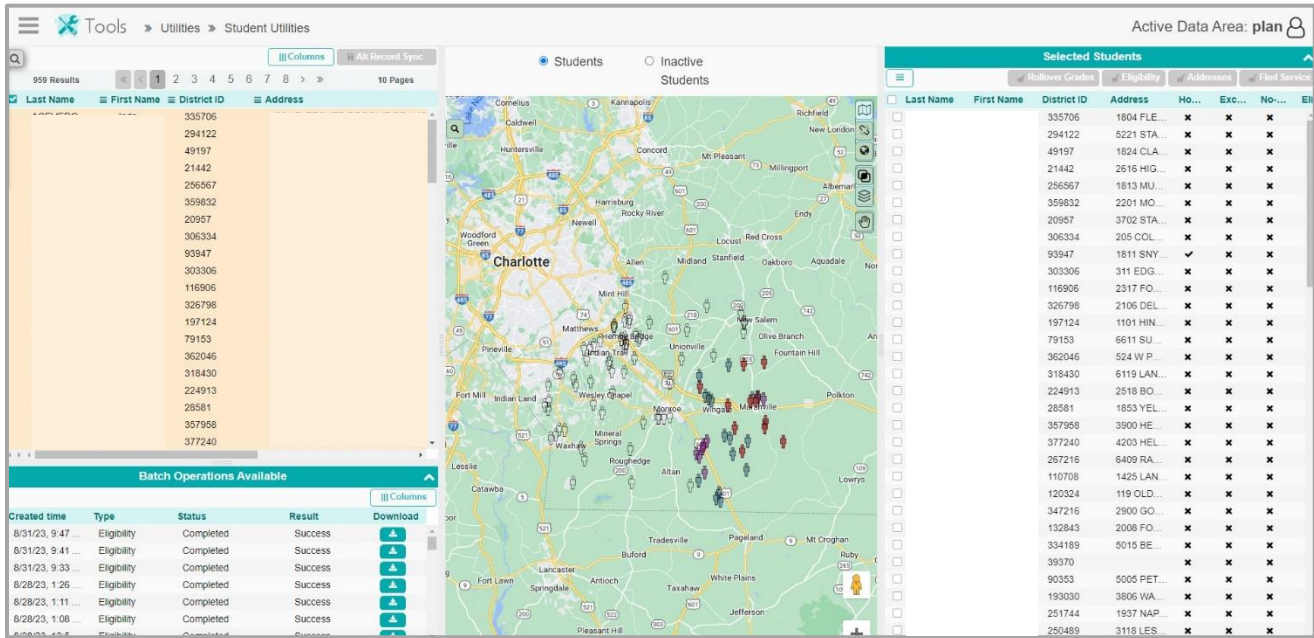 Tools » Utilities » Student Utilities
Active Data Area: plan
Columns
Alt Record Sync
959 Results
« < 1 2 3 4 5 6 7 8 > »
10 Pages
Last Name First Name District ID Address
335706
294122
49197
21442
256567
359832
20957
306334
93947
303306
116906
326798
197124
79153
362046
318430
224913
28581
357958
377240
Batch Operations Available
Columns
Created time Type Status Result Download
8/31/23, 9:47 ... Eligibility Completed Success
8/31/23, 9:41 ... Eligibility Completed Success
8/31/23, 9:33 ... Eligibility Completed Success
8/28/23, 1:26 ... Eligibility Completed Success
8/28/23, 1:11 ... Eligibility Completed Success
8/28/23, 1:08 ... Eligibility Completed Success
Students
Inactive
Students
Cornelius
Kannapolis
Richfield
Caldwell
New London
Huntersville
Concord
Mt Pleasant
Millingport
Harrisburg
Rocky River
Endy
Newell
Woodford
Green
Locust
Red Cross
Charlotte
Allen
Midland
Stanfield
Oakboro
Aquadale
Mint Hill
New Salem
Matthews
Hemby Bridge
Olive Branch
Pineville
Indian Trail
Unionville
Fountain Hill
Fort Mill
Indian Land
Wesley Chapel
Polkton
Monroe
Wingate
Marshville
Mineral
Springs
Waxhaw
Roughedge
Altan
Lesslie
Lowrys
Catawba
Tradesville
Pageland
Mt Croghan
Buford
Ruby
Lancaster
Fort Lawn
Antioch
White Plains
Springdale
Taxahaw
Jefferson
Pleasant Hill
Selected Students
Rollover Grades
Eligibility
Addresses
Find Service
Last Name First Name District ID Address Ho... Exc... No-... Eli
335706 1804 FLE...
294122 5221 STA...
49197 1824 CLA...
21442 2616 HIG...
256567 1813 MU...
359832 2201 MO...
20957 3702 STA...
306334 205 COL...
93947 1811 SNY...
303306 311 EDG...
116906 2317 FO...
326798 2106 DEL...
197124 1101 HIN...
79153 6611 SU...
362046 524 W P...
318430 6119 LAN...
224913 2518 BO...
28581 1853 YEL...
357958 3900 HE...
377240 4203 HEL...
267216 6409 RA...
110708 1425 LAN...
120324 119 OLD...
347216 2900 GO...
132843 2008 FO...
334189 5015 BE...
39370
90353 5005 PET...
193030 3806 WA...
251744 1937 NAP...
250489 3118 LES...